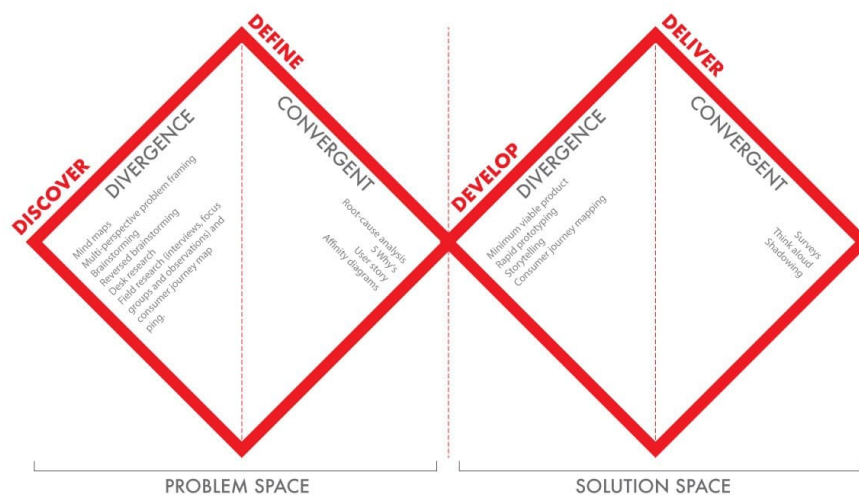 DISCOVER
DIVERGENCE
Mind maps
Multi-perspective problem framing
Brainstorming
Reversed brainstorming
Desk research
Field research (interviews, focus
groups and observations) and
consumer journey map
ping.
DEFINE
CONVERGENT
Root-cause analysis
5 Why's
User story
Affinity diagrams
DEVELOP
DIVERGENCE
Minimum viable product
Rapid prototyping
Storytelling
Consumer journey mapping
DELIVER
CONVERGENT
Surveys
Think aloud
Shadowing
PROBLEM SPACE
SOLUTION SPACE